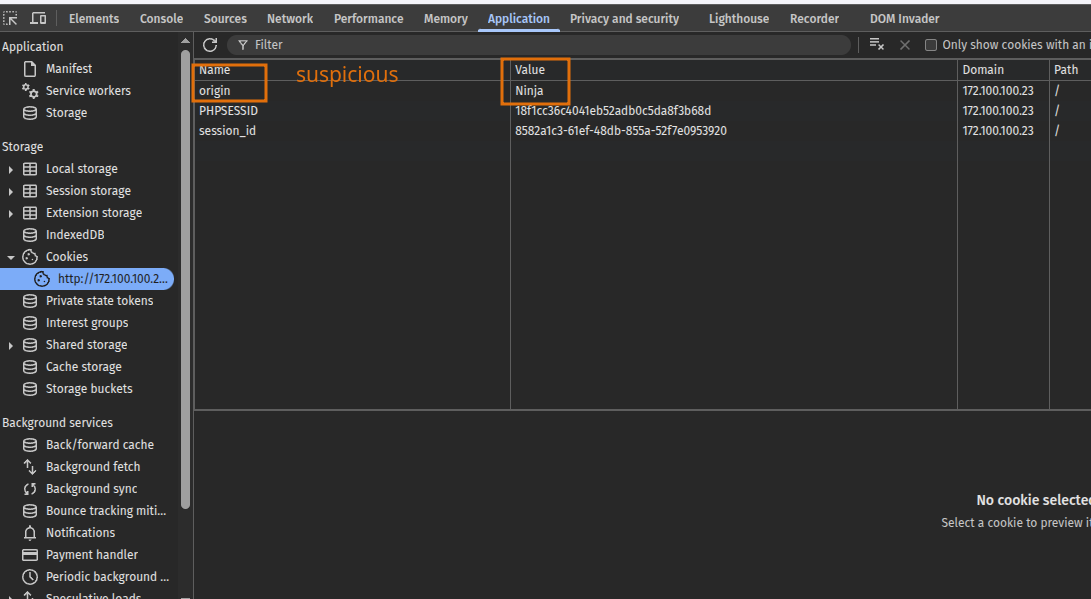 Elements Console Sources Network Performance Memory Application Privacy and security Lighthouse Recorder DOM Invader
Application
Manifest
Service workers
Storage
Storage
Local storage
Session storage
Extension storage
IndexedDB
Cookies
http://172.100.100.2...
Private state tokens
Interest groups
Shared storage
Cache storage
Storage buckets
Background services
Back/forward cache
Background fetch
Background sync
Bounce tracking miti...
Notifications
Payment handler
Periodic background ...
Speculative loads
Filter
Only show cookies with an i
Name Value Domain Path
suspicious
origin Ninja 172.100.100.23 /
PHPSESSID 18f1cc36c4041eb52adb0c5da8f3b68d 172.100.100.23 /
session_id 8582a1c3-61ef-48db-855a-52f7e0953920 172.100.100.23 /
No cookie selected
Select a cookie to preview it